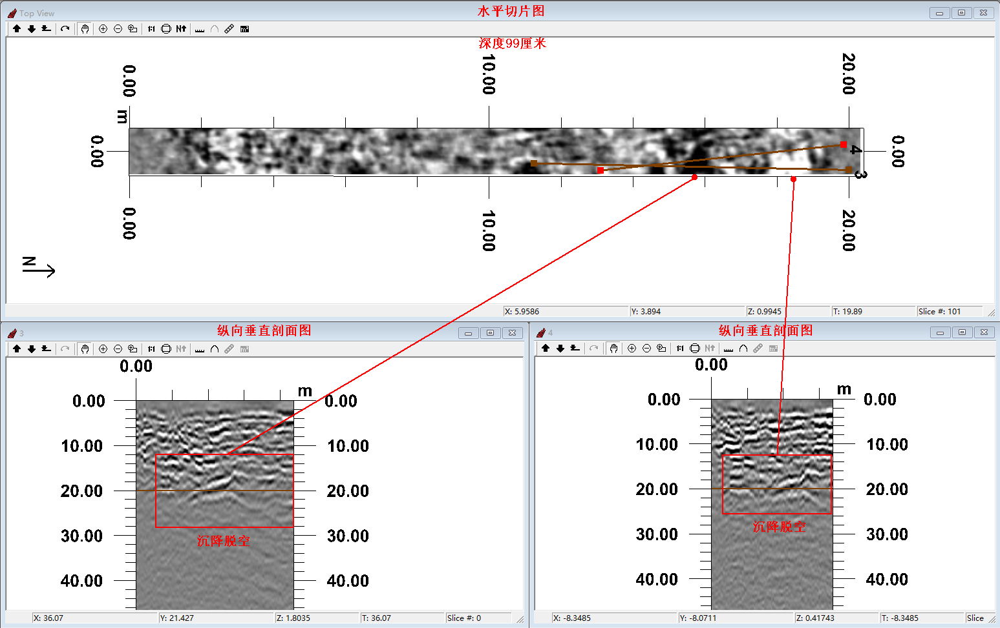 Top View
水平切片图
1:1
N
深度99厘米
0.00
10.00
20.00
m
0.00
4
0.00
3
0.00
10.00
20.00
N
X: 5.9586
Y: 3.894
Z: 0.9945
T: 19.89
Slice #: 101
3
纵向垂直剖面图
1:1
N
0.00
m
0.00
0.00
10.00
10.00
20.00
20.00
沉降脱空
30.00
30.00
40.00
40.00
X: 36.07
Y: 21.427
Z: 1.8035
T: 36.07
Slice #: 0
4
纵向垂直剖面图
1:1
N
0.00
m
0.00
0.00
10.00
10.00
20.00
20.00
沉降脱空
30.00
30.00
40.00
40.00
X: -8.3485
Y: -8.0711
Z: 0.41743
T: -8.3485
Slice